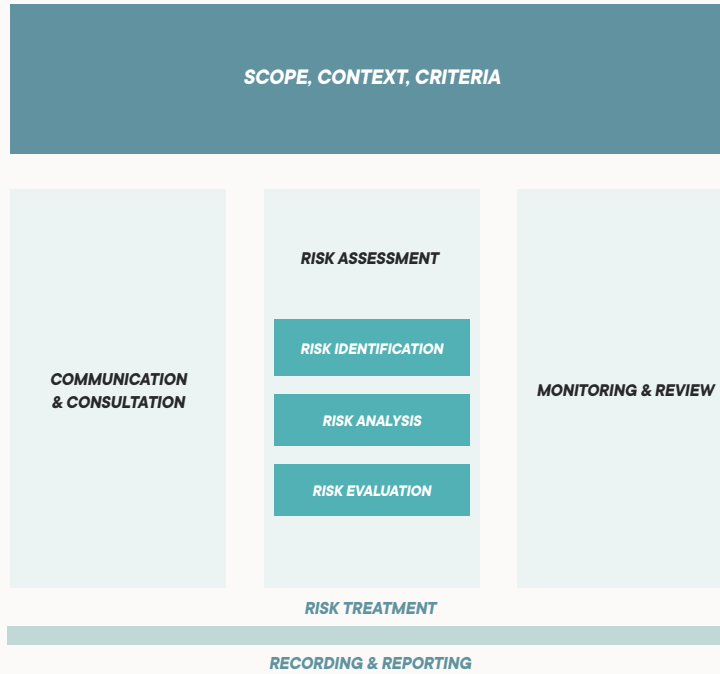 SCOPE, CONTEXT, CRITERIA
COMMUNICATION
& CONSULTATION
RISK ASSESSMENT
RISK IDENTIFICATION
RISK ANALYSIS
RISK EVALUATION
MONITORING & REVIEW
RISK TREATMENT
RECORDING & REPORTING